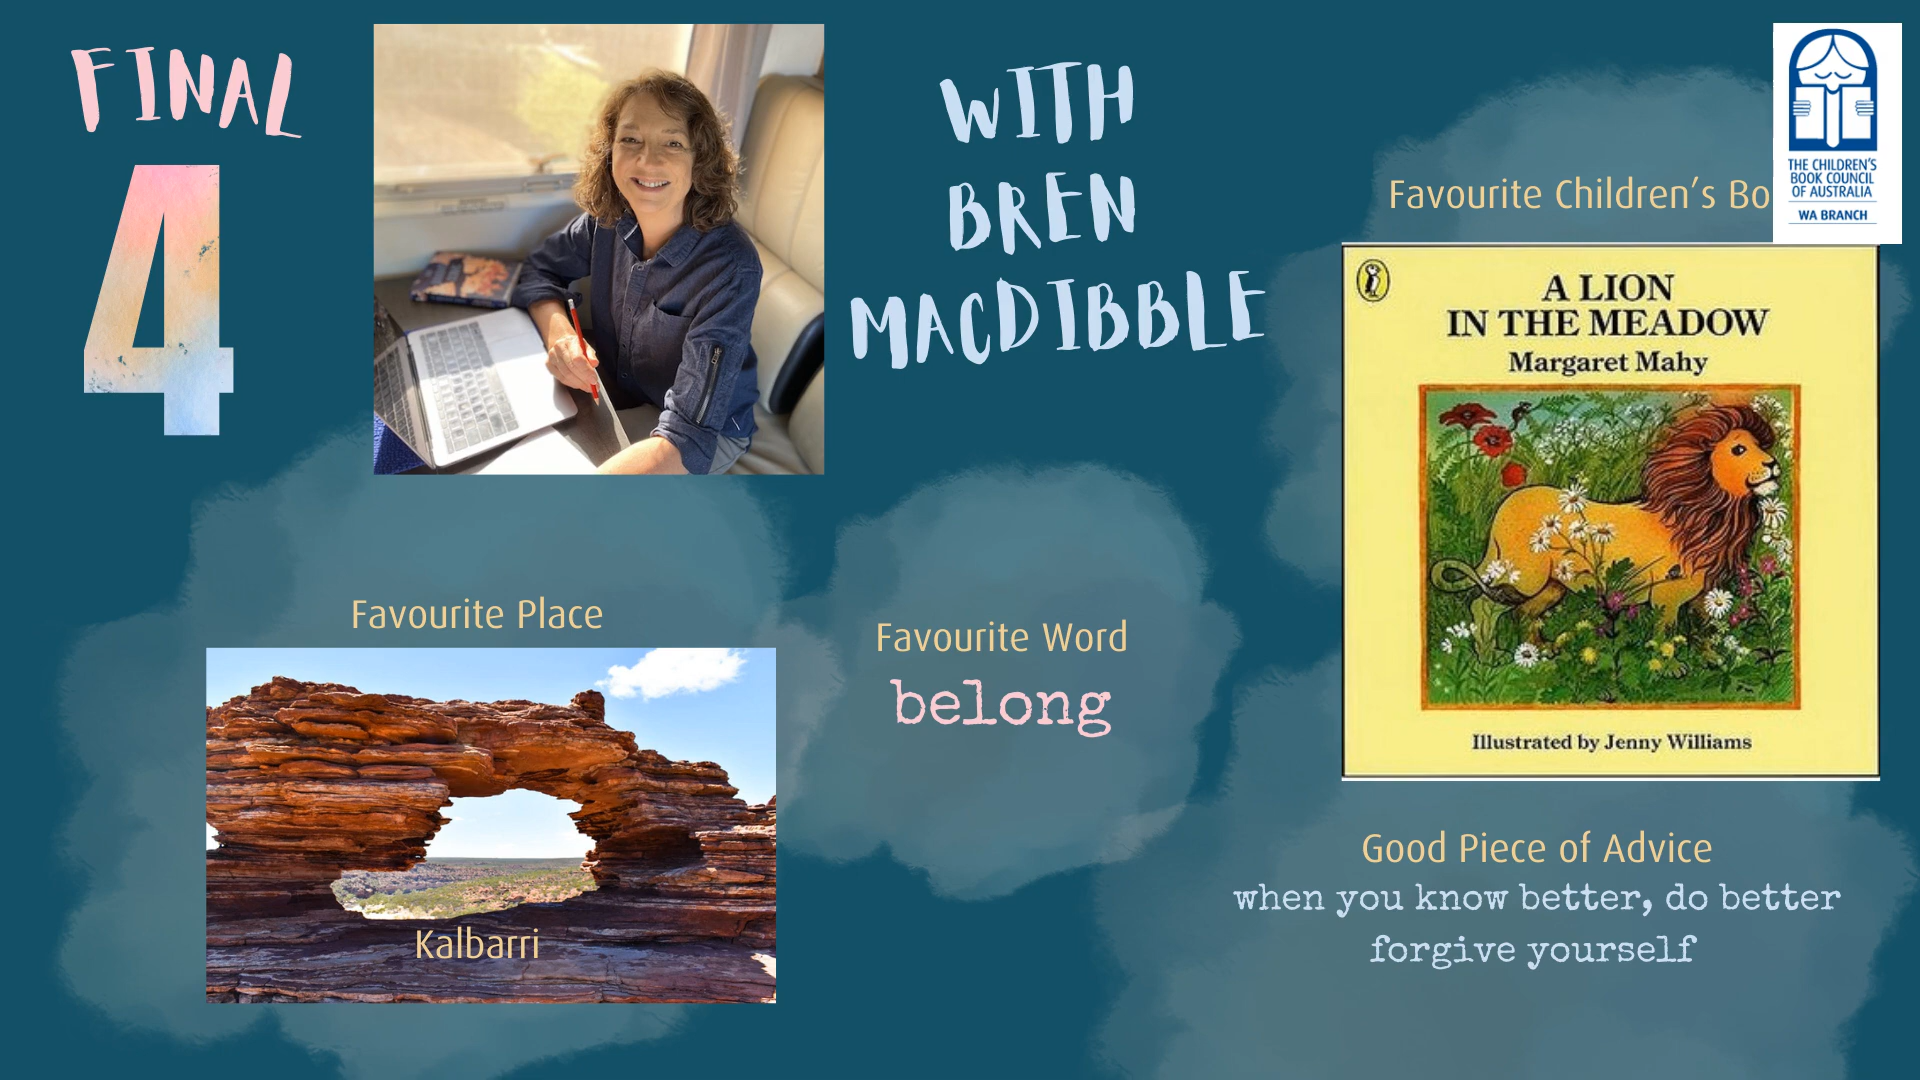 FINAL
4
WITH
BREN
MACDIBBLE
THE CHILDREN'S
BOOK COUNCIL
OF AUSTRALIA
WA BRANCH
Favourite Children's Bo
A LION
IN THE MEADOW
Margaret Mahy
Illustrated by Jenny Williams
Favourite Place
Kalbarri
Favourite Word
belong
Good Piece of Advice
when you know better, do better
forgive yourself